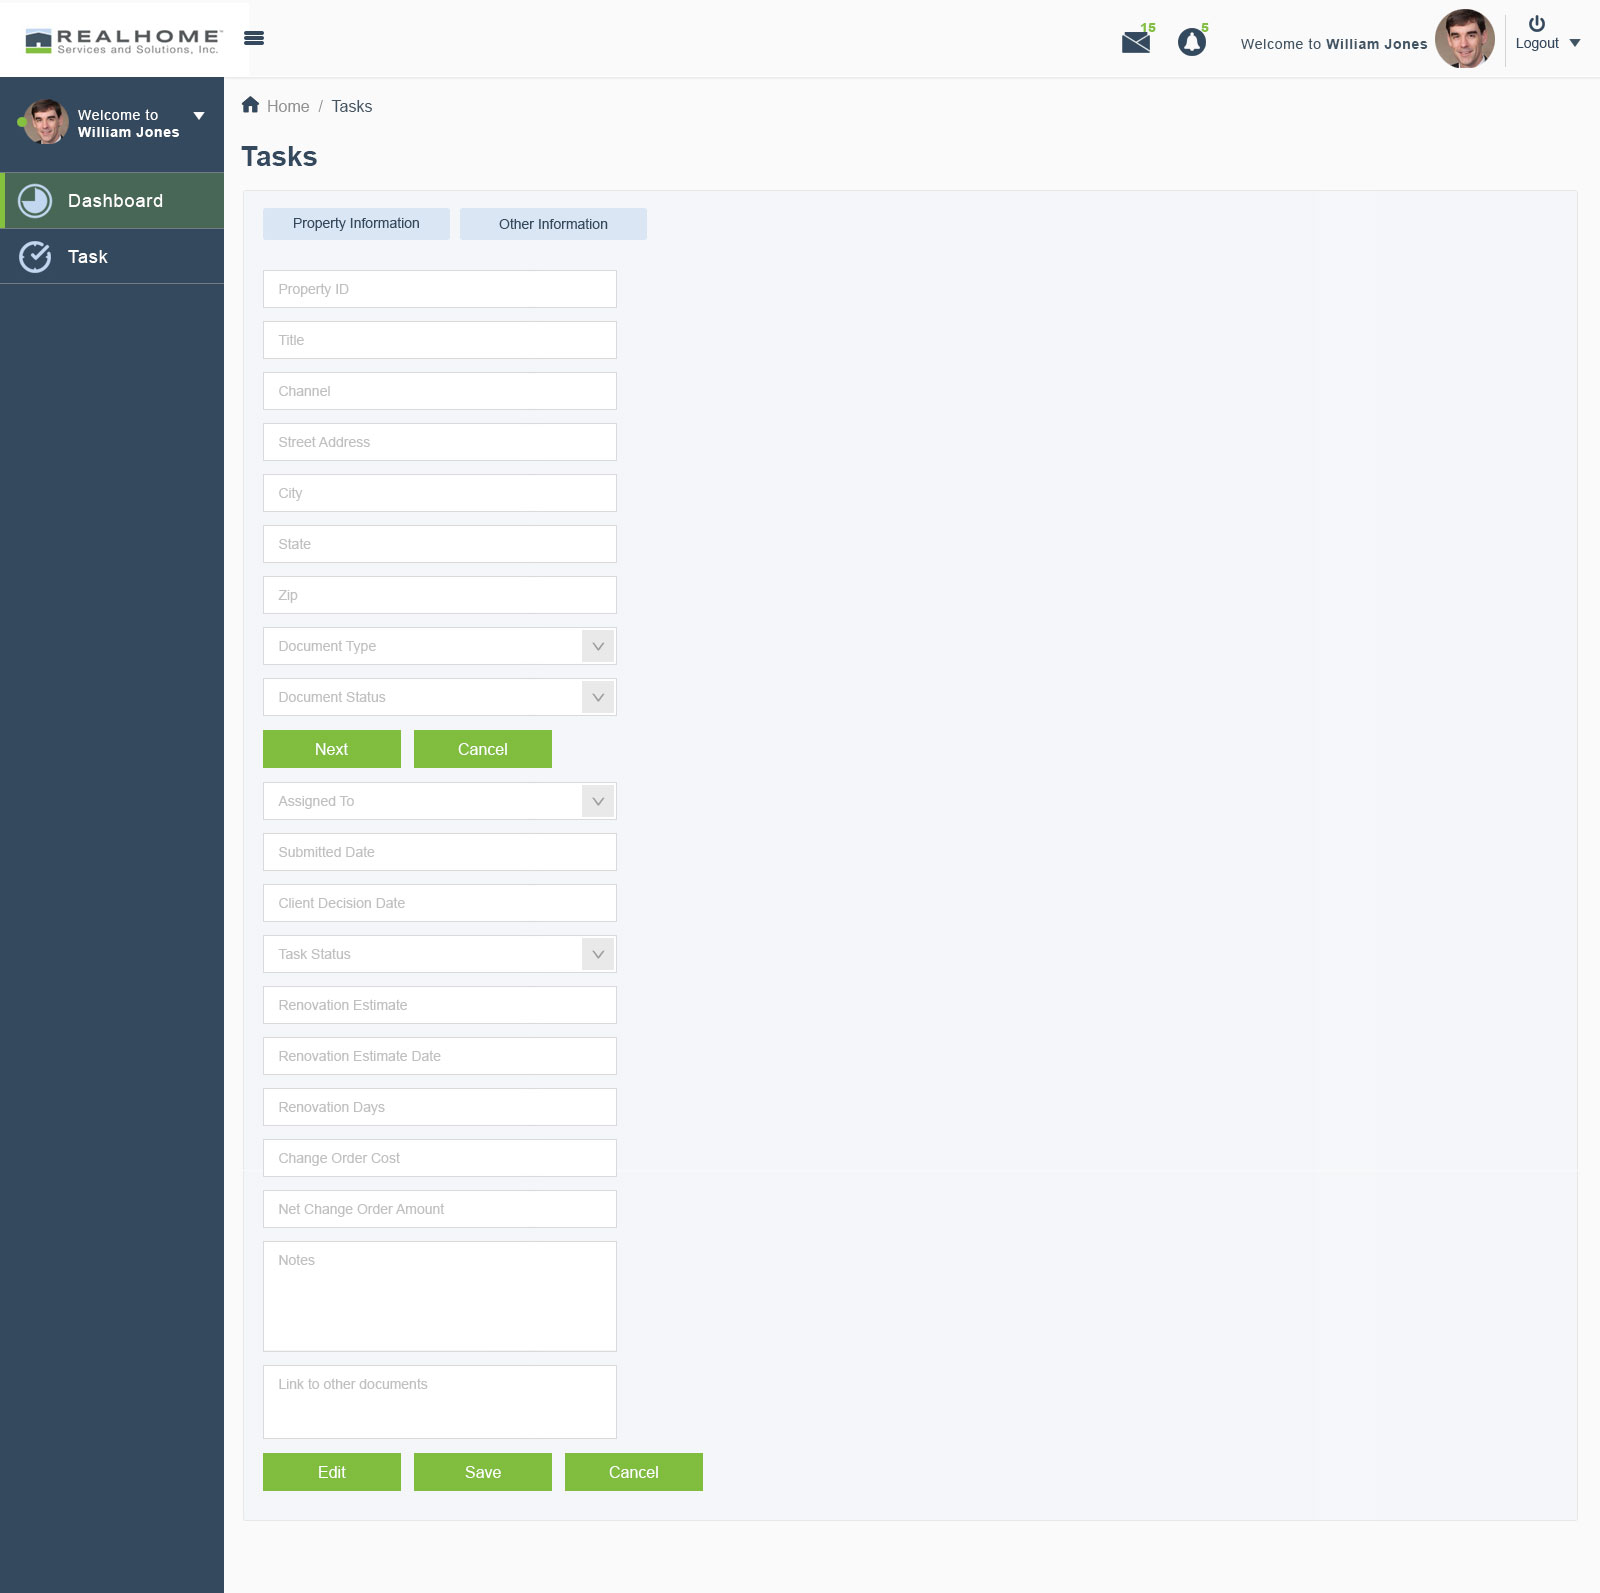 REALHOME
Services and Solutions, Inc.
15
5
Welcome to William Jones
Logout
Welcome to
William Jones
Dashboard
Task
Home / Tasks
Tasks
Property Information
Other Information
Property ID
Title
Channel
Street Address
City
State
Zip
Document Type
Document Status
Next
Cancel
Assigned To
Submitted Date
Client Decision Date
Task Status
Renovation Estimate
Renovation Estimate Date
Renovation Days
Change Order Cost
Net Change Order Amount
Notes
Link to other documents
Edit
Save
Cancel